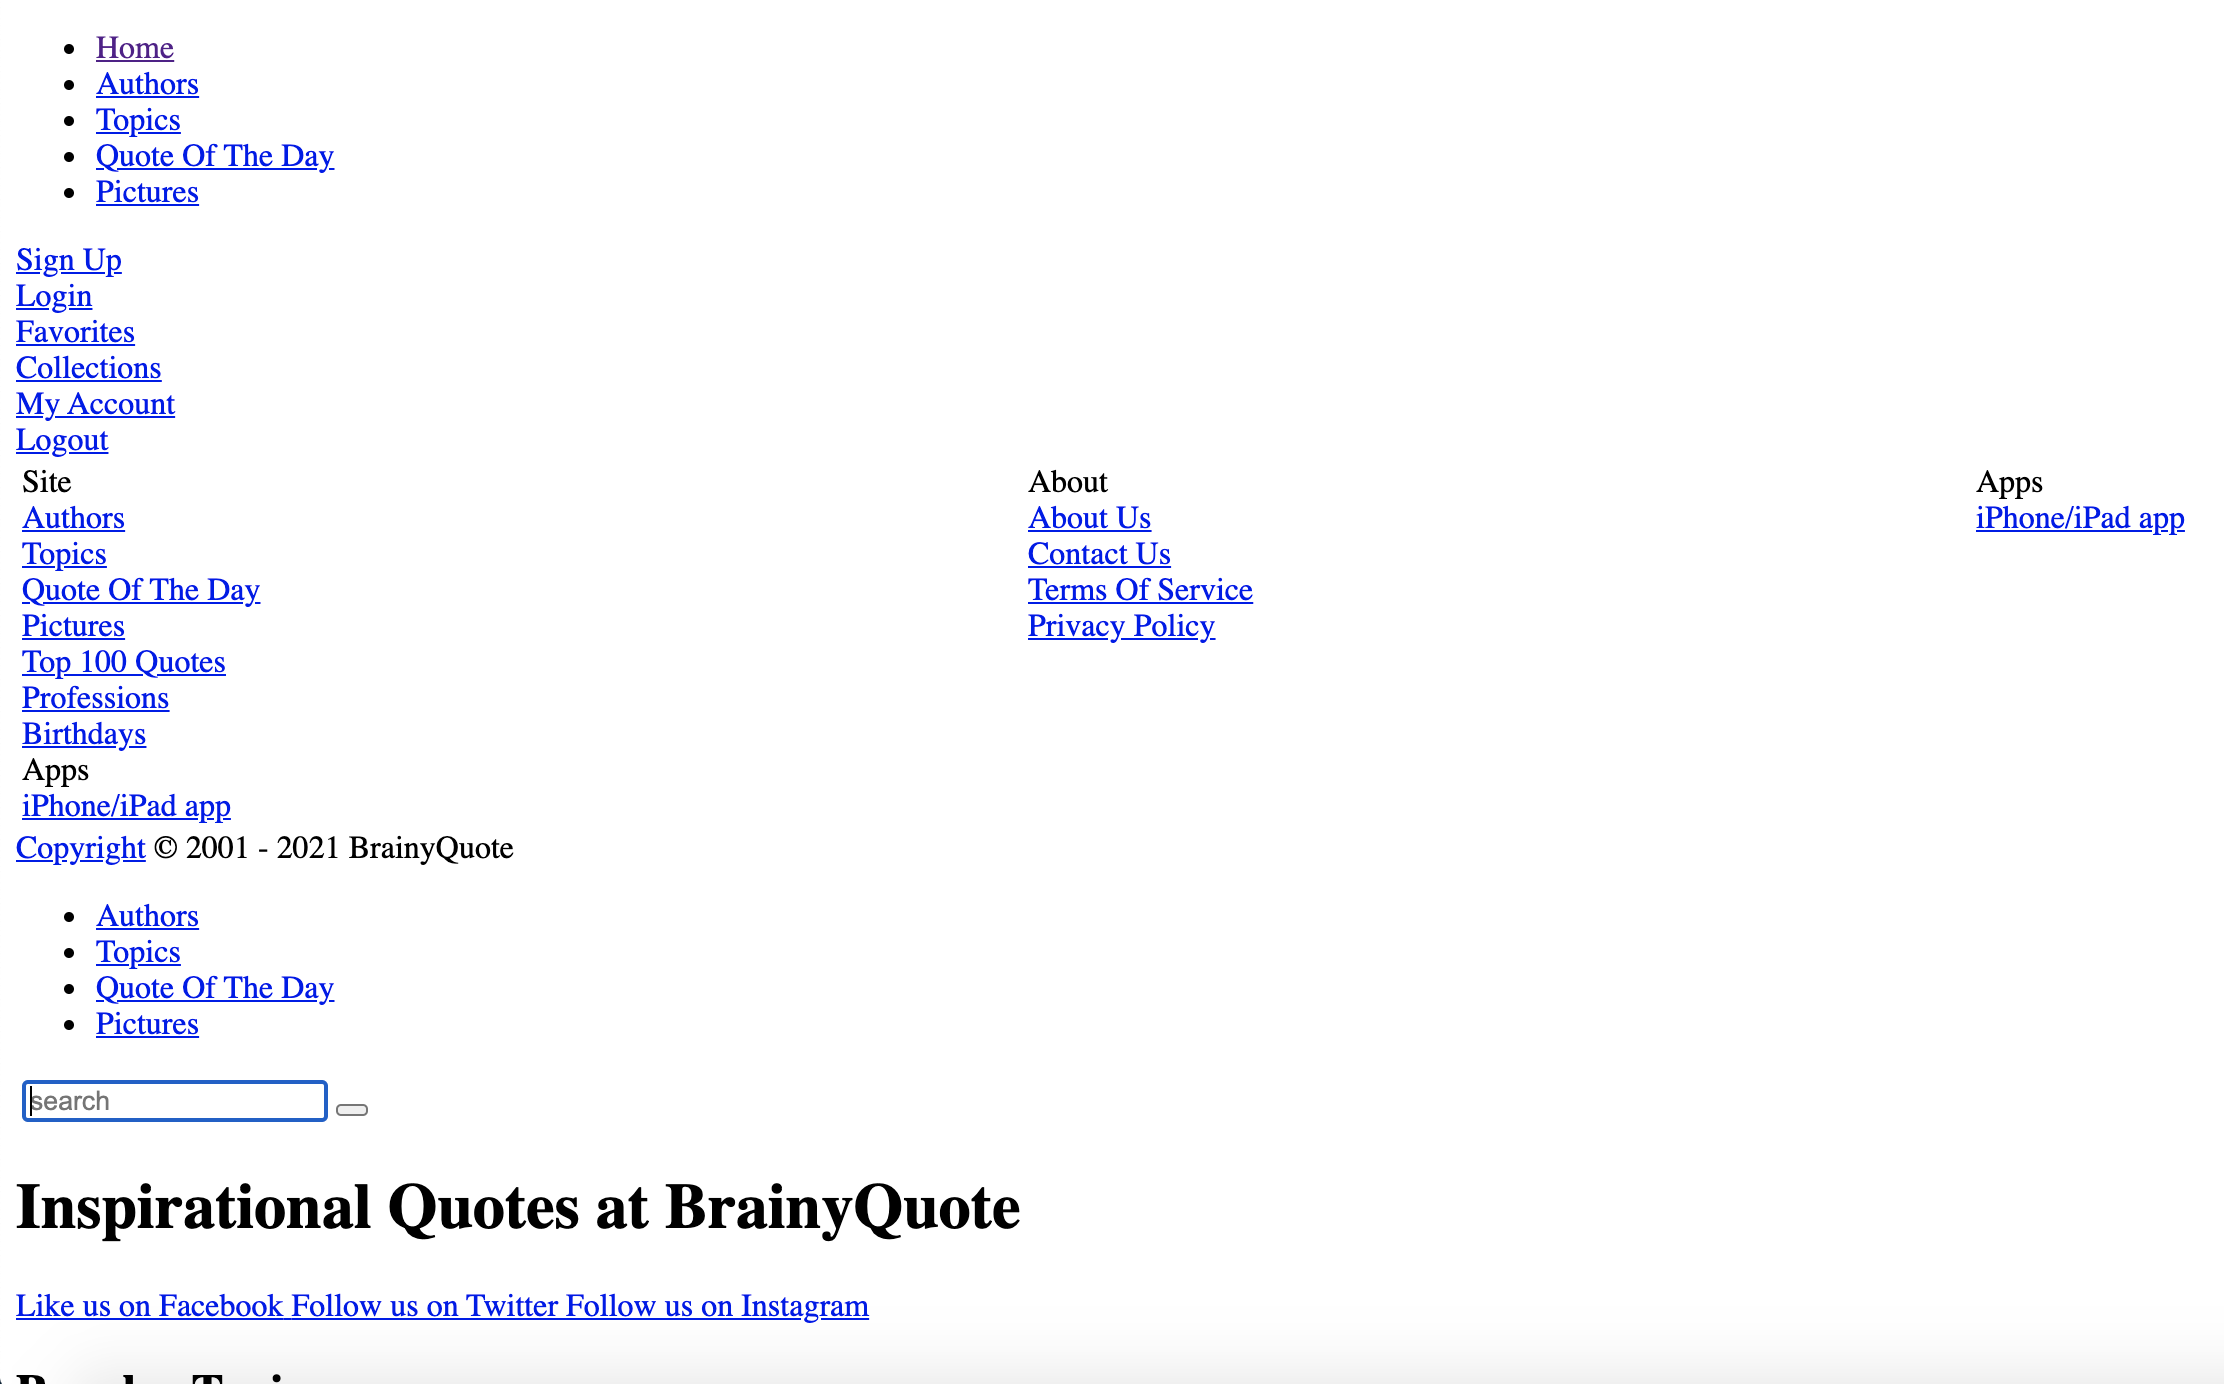 Home
Authors
Topics
Quote Of The Day
Pictures
Sign Up
Login
Favorites
Collections
My Account
Logout
Site
Authors
Topics
Quote Of The Day
Pictures
Top 100 Quotes
Professions
Birthdays
Apps
iPhone/iPad app
About
About Us
Contact Us
Terms Of Service
Privacy Policy
Apps
iPhone/iPad app
Copyright © 2001 - 2021 BrainyQuote
Authors
Topics
Quote Of The Day
Pictures
search
Inspirational Quotes at BrainyQuote
Like us on Facebook Follow us on Twitter Follow us on Instagram